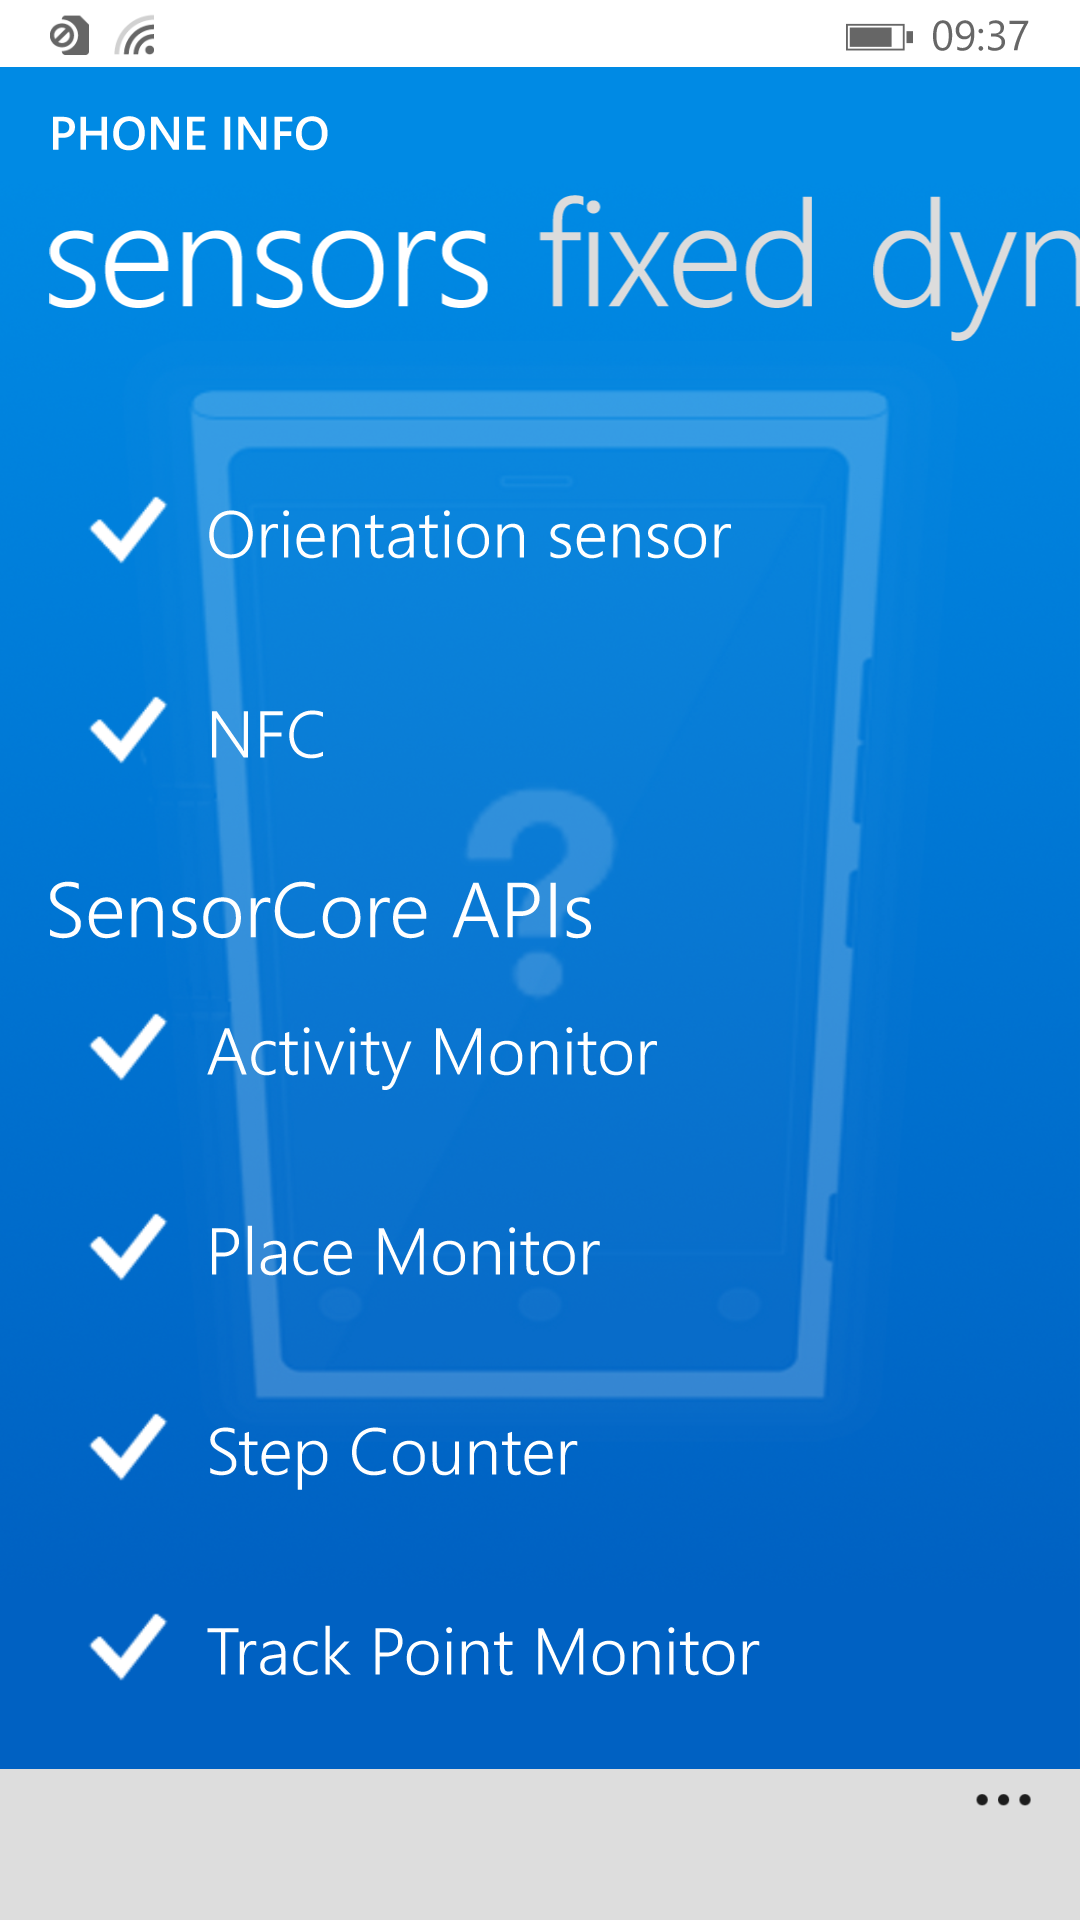 09:37
PHONE INFO
sensors fixed dyn
Orientation sensor
NFC
?
SensorCore APIs
Activity Monitor
Place Monitor
Step Counter
Track Point Monitor